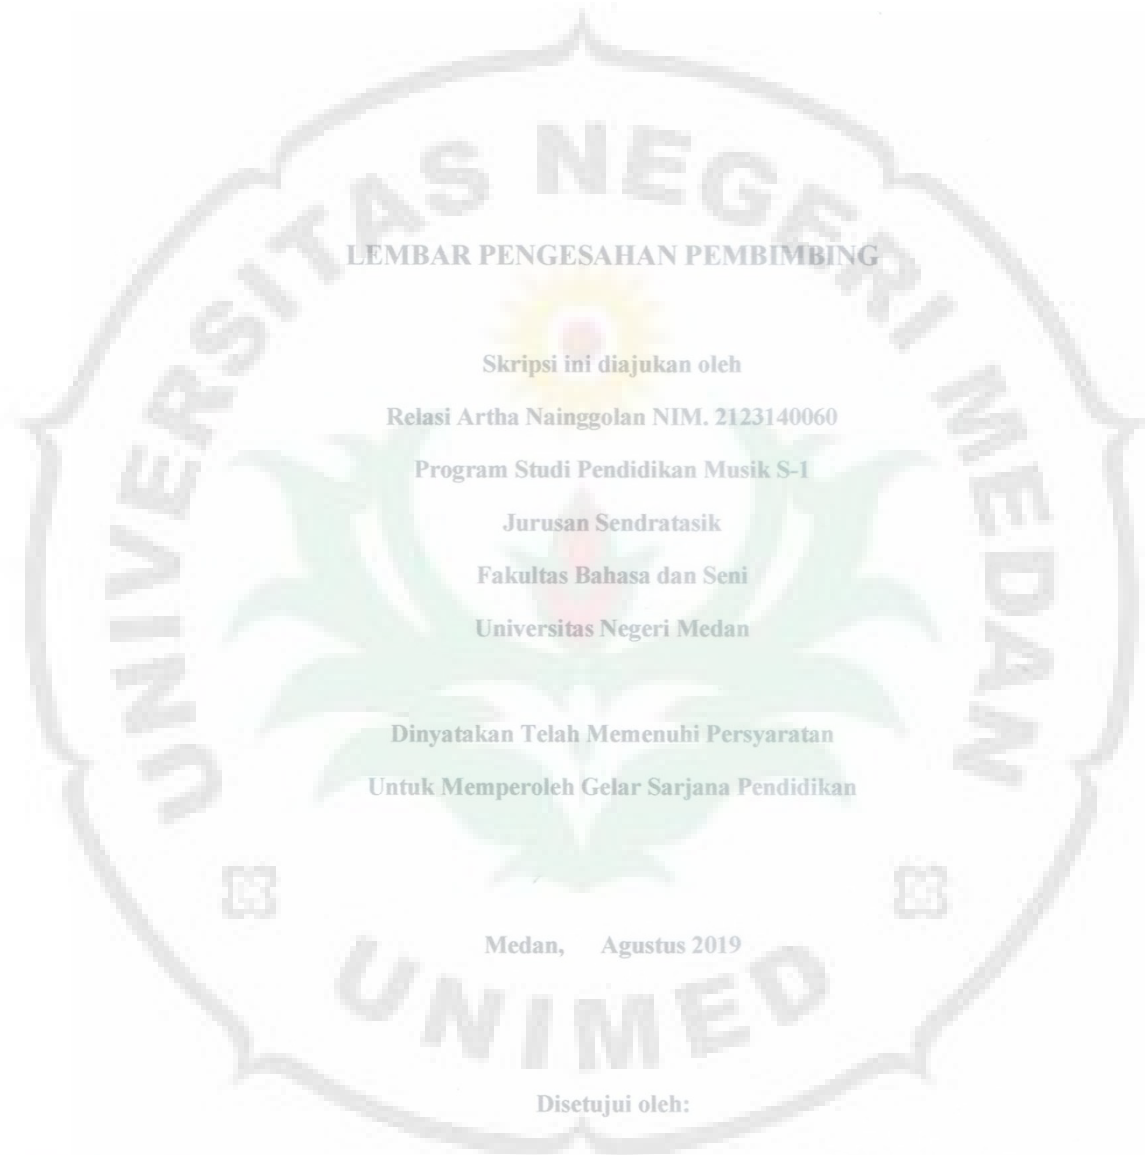 UNIVERSITAS NEGERI MEDAN
LEMBAR PENGESAHAN PEMBIMBING
Skripsi ini diajukan oleh
Relasi Artha Nainggolan NIM. 2123140060
Program Studi Pendidikan Musik S-1
Jurusan Sendratasik
Fakultas Bahasa dan Seni
Universitas Negeri Medan
Dinyatakan Telah Memenuhi Persyaratan
Untuk Memperoleh Gelar Sarjana Pendidikan
Medan, Agustus 2019
UNIMED
Disetujui oleh: